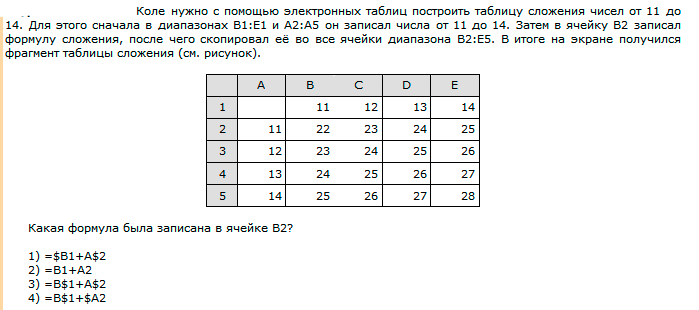 Коле нужно с помощью электронных таблиц построить таблицу сложения чисел от 11 до
14. Для этого сначала в диапазонах B1:E1 и A2:A5 он записал числа от 11 до 14. Затем в ячейку B2 записал
формулу сложения, после чего скопировал её во все ячейки диапазона B2:E5. В итоге на экране получился
фрагмент таблицы сложения (см. рисунок).
A B C D E
1 11 12 13 14
2 11 22 23 24 25
3 12 23 24 25 26
4 13 24 25 26 27
5 14 25 26 27 28
Какая формула была записана в ячейке B2?
1) =$B1+A$2
2) =B1+A2
3) =B$1+A$2
4) =B$1+$A2